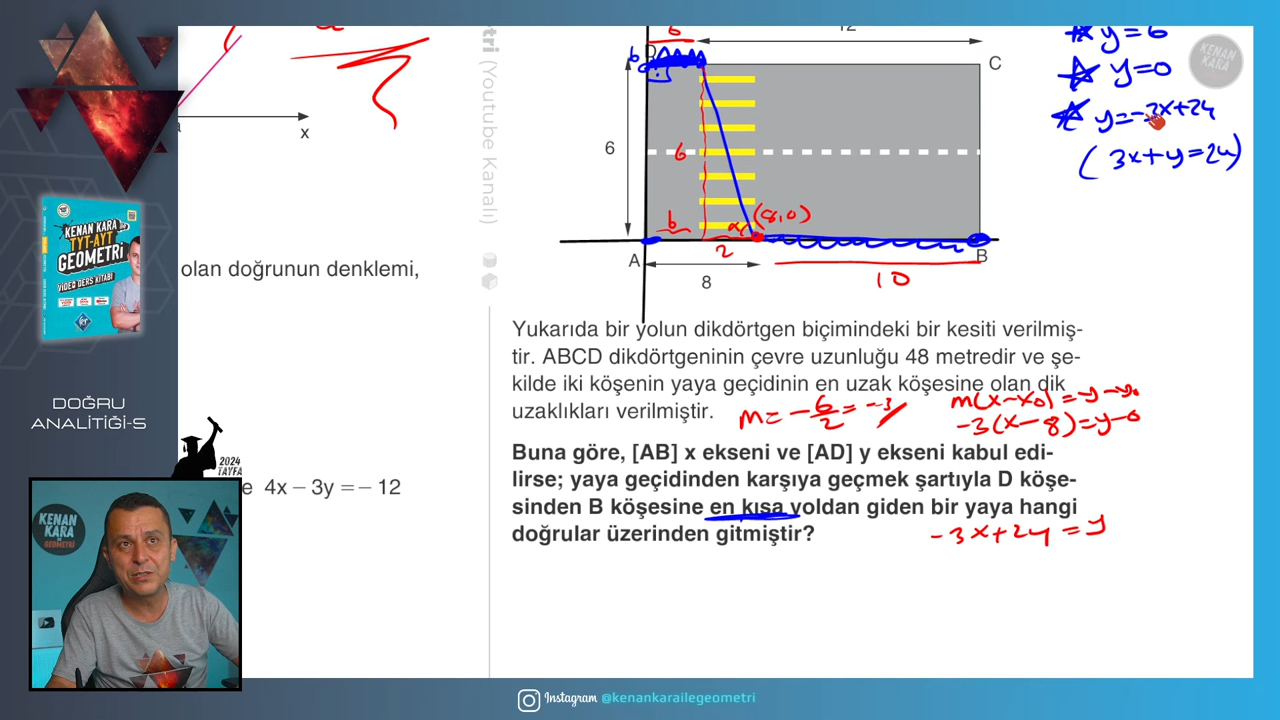 12
6
D
C
6
y=6
y=0
y=-3x+24
(3x+y=24)
6
6
6
(8,0)
α
2
A
B
8
10
x
tri (Youtube Kanalı)
KENAN KARA
TYT-AYT
GEOMETRİ
VİDEO DERS KİTABI
KENAN
KARA
olan doğrunun denklemi,
Yukarıda bir yolun dikdörtgen biçimindeki bir kesiti verilmiş-
tir. ABCD dikdörtgeninin çevre uzunluğu 48 metredir ve şe-
kilde iki köşenin yaya geçidinin en uzak köşesine olan dik
uzaklıkları verilmiştir.
m=-6/2=-3
m(x-x₀)=y-y₀
-3(x-8)=y-0
Buna göre, [AB] x ekseni ve [AD] y ekseni kabul edi-
lirse; yaya geçidinden karşıya geçmek şartıyla D köşe-
sinden B köşesine en kısa yoldan giden bir yaya hangi
doğrular üzerinden gitmiştir?
-3x+24=y
DOĞRU
ANALİTİĞİ-5
2024
TAYFA
e 4x – 3y = – 12
KENAN
KARA
İLE
GEOMETRİ
Instagram @kenankarailegeometri